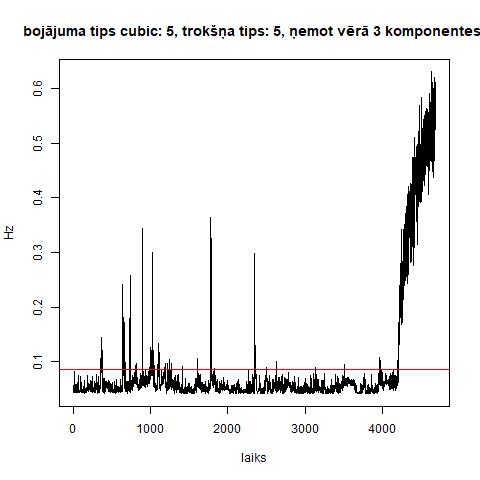 bojājuma tips cubic: 5, trokšņa tips: 5, ņemot vērā 3 komponentes
Hz
0.1 0.2 0.3 0.4 0.5 0.6
0 1000 2000 3000 4000
laiks